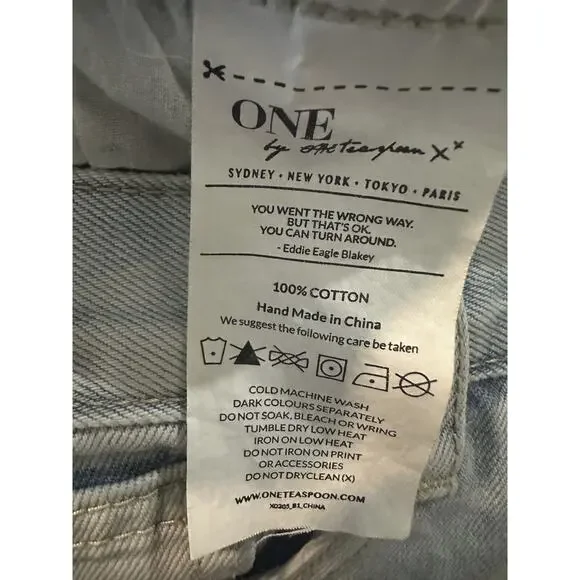 ONE
by one teaspoon x x
SYDNEY • NEW YORK • TOKYO • PARIS
YOU WENT THE WRONG WAY.
BUT THAT'S OK.
YOU CAN TURN AROUND.
- Eddie Eagle Blakey
100% COTTON
Hand Made in China
We suggest the following care be taken
COLD MACHINE WASH
DARK COLOURS SEPARATELY
DO NOT SOAK, BLEACH OR WRING
TUMBLE DRY LOW HEAT
IRON ON LOW HEAT
DO NOT IRON ON PRINT
OR ACCESSORIES
DO NOT DRYCLEAN (X)
WWW.ONETEASPOON.COM
X0205_B1_CHINA